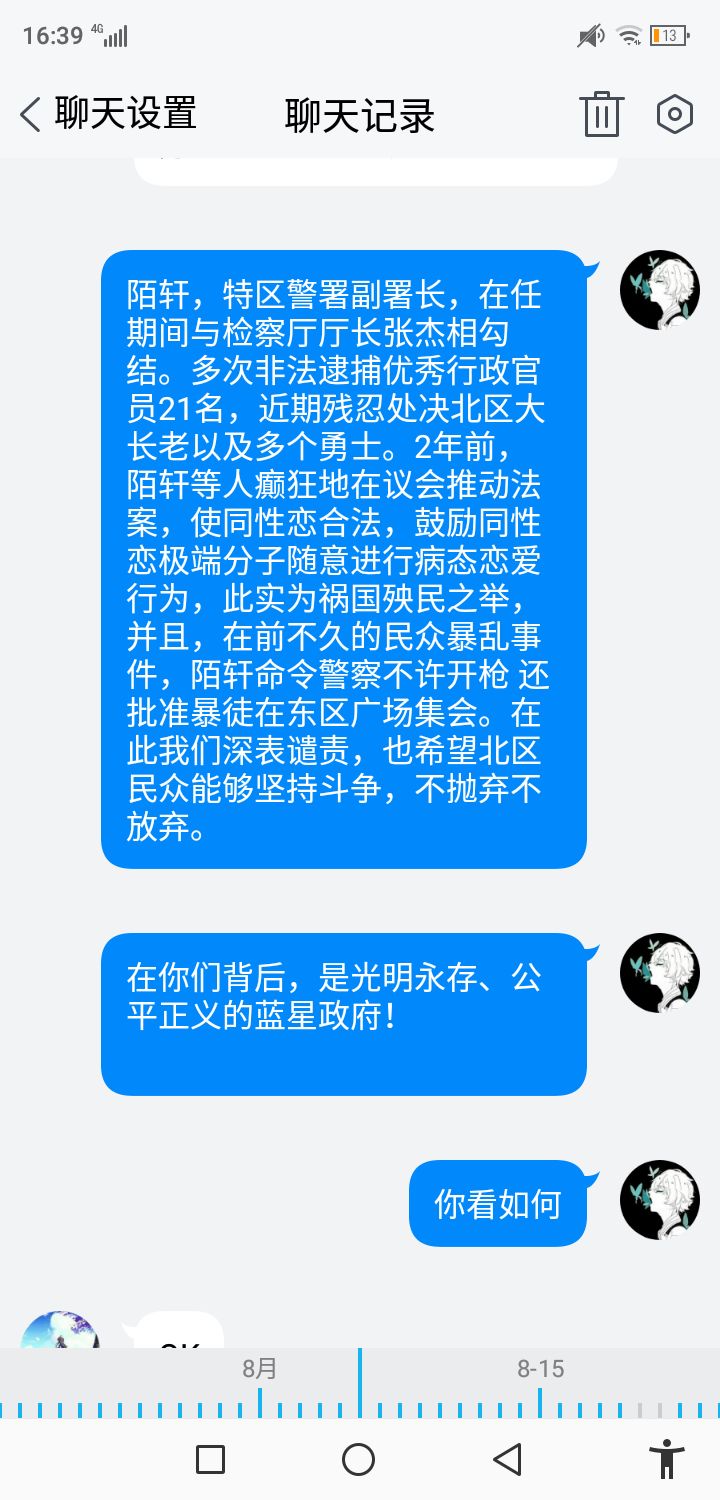 16:39 4G 13
聊天设置 聊天记录
陌轩，特区警署副署长，在任
期间与检察厅厅长张杰相勾
结。多次非法逮捕优秀行政官
员21名，近期残忍处决北区大
长老以及多个勇士。2年前，
陌轩等人癫狂地在议会推动法
案，使同性恋合法，鼓励同性
恋极端分子随意进行病态恋爱
行为，此实为祸国殃民之举，
并且，在前不久的民众暴乱事
件，陌轩命令警察不许开枪 还
批准暴徒在东区广场集会。在
此我们深表谴责，也希望北区
民众能够坚持斗争，不抛弃不
放弃。
在你们背后，是光明永存、公
平正义的蓝星政府！
你看如何
8月 8-15